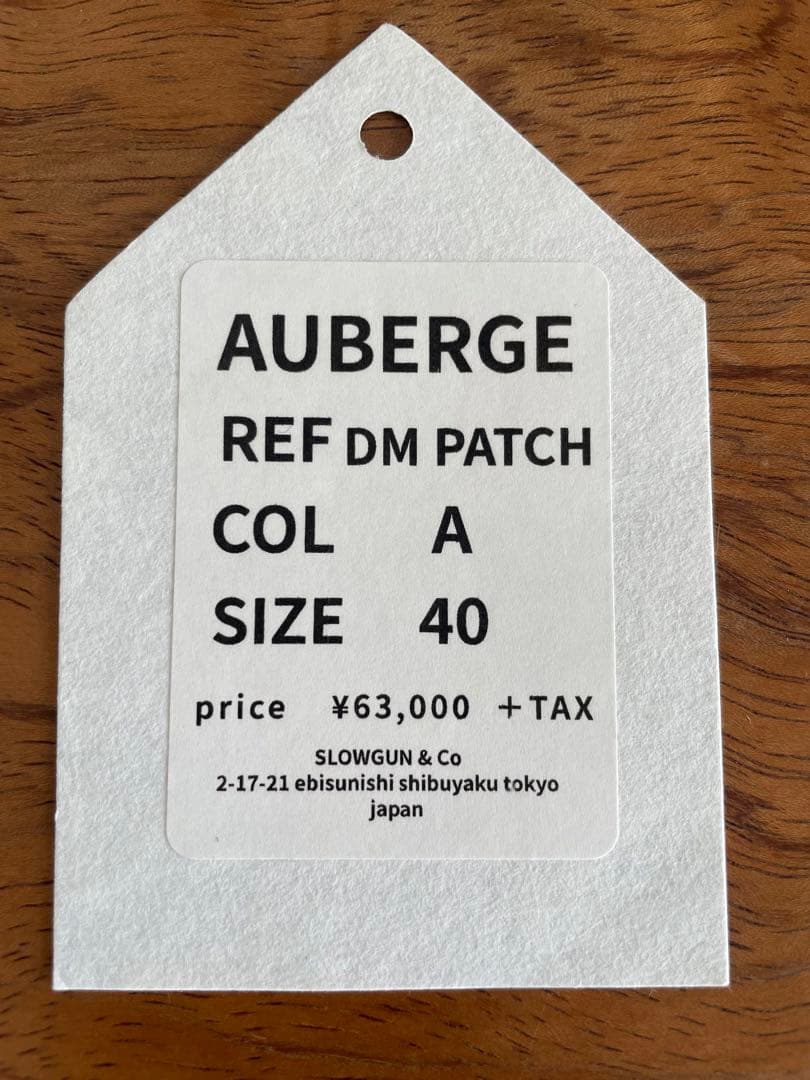 AUBERGE
REF DM PATCH
COL A
SIZE 40
price ¥63,000 +TAX
SLOWGUN & Co
2-17-21 ebisunishi shibuyaku tokyo
japan